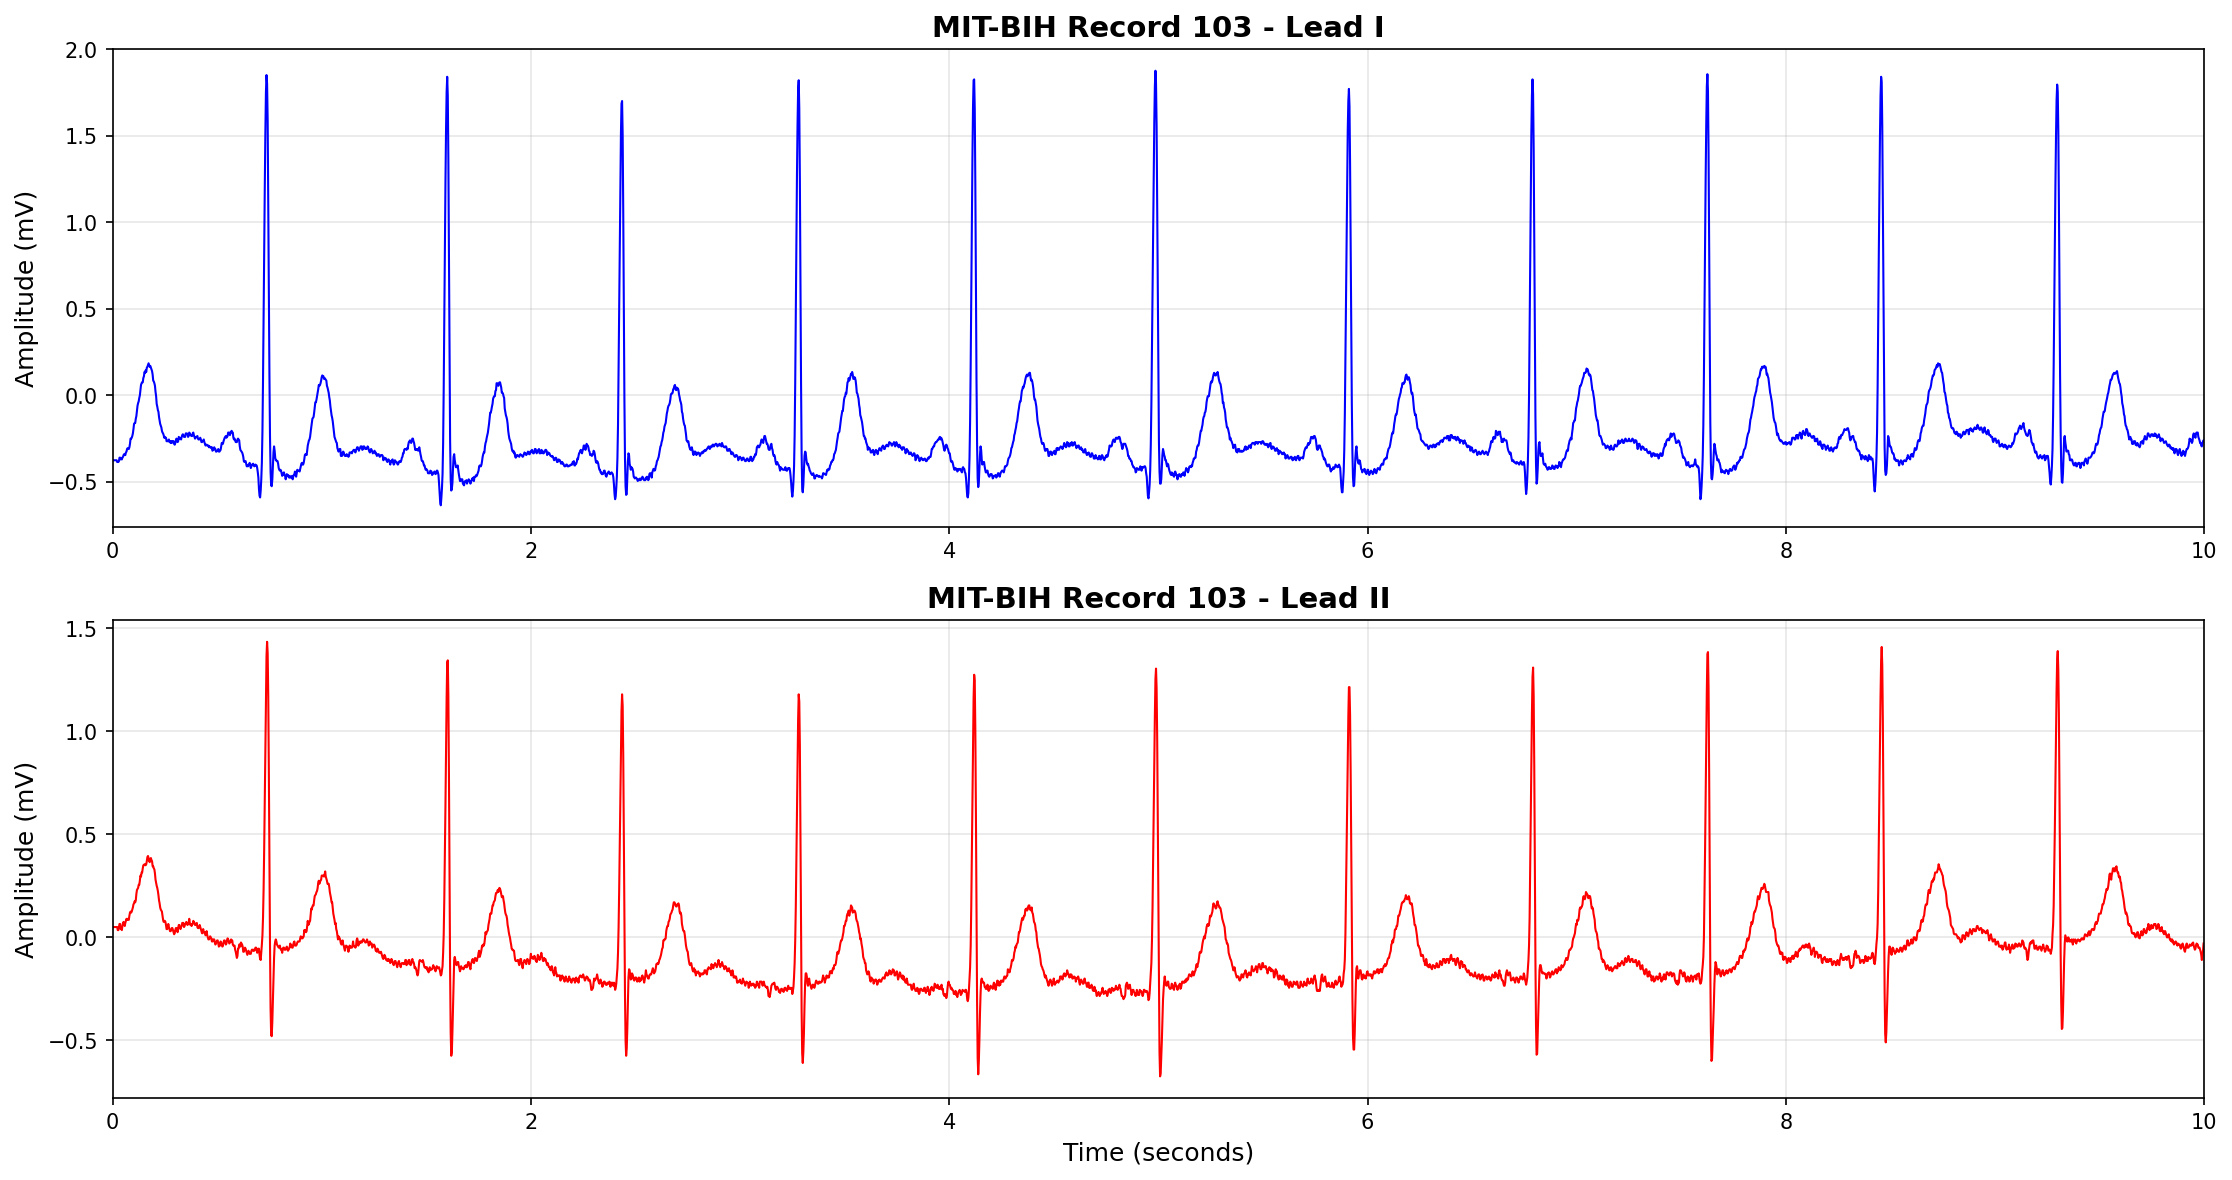 MIT-BIH Record 103 - Lead I
Amplitude (mV)
2.0
1.5
1.0
0.5
0.0
−0.5
0 2 4 6 8 10
MIT-BIH Record 103 - Lead II
Amplitude (mV)
1.5
1.0
0.5
0.0
−0.5
0 2 4 6 8 10
Time (seconds)